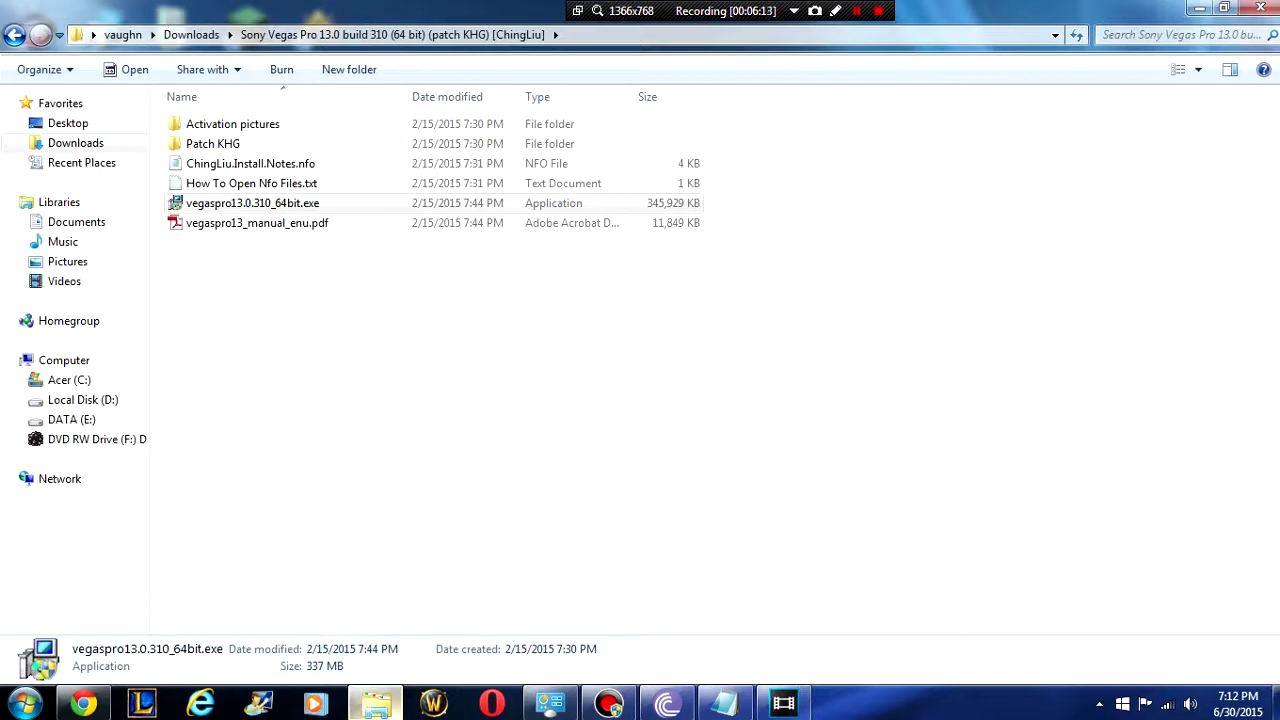 1366x768 Recording [00:06:13]
vaughn Downloads Sony Vegas Pro 13.0 build 310 (64 bit) (patch KHG) [ChingLiu] Search Sony Vegas Pro 13.0 bu...
Organize Open Share with Burn New folder
Name Date modified Type Size
Favorites
Desktop
Downloads
Recent Places
Libraries
Documents
Music
Pictures
Videos
Homegroup
Computer
Acer (C:)
Local Disk (D:)
DATA (E:)
DVD RW Drive (F:) D
Network
Activation pictures 2/15/2015 7:30 PM File folder
Patch KHG 2/15/2015 7:30 PM File folder
ChingLiu.Install.Notes.nfo 2/15/2015 7:31 PM NFO File 4 KB
How To Open Nfo Files.txt 2/15/2015 7:31 PM Text Document 1 KB
vegaspro13.0.310_64bit.exe 2/15/2015 7:44 PM Application 345,929 KB
vegaspro13_manual_enu.pdf 2/15/2015 7:44 PM Adobe Acrobat D... 11,849 KB
vegaspro13.0.310_64bit.exe Date modified: 2/15/2015 7:44 PM Date created: 2/15/2015 7:30 PM
Application Size: 337 MB
7:12 PM
6/30/2015